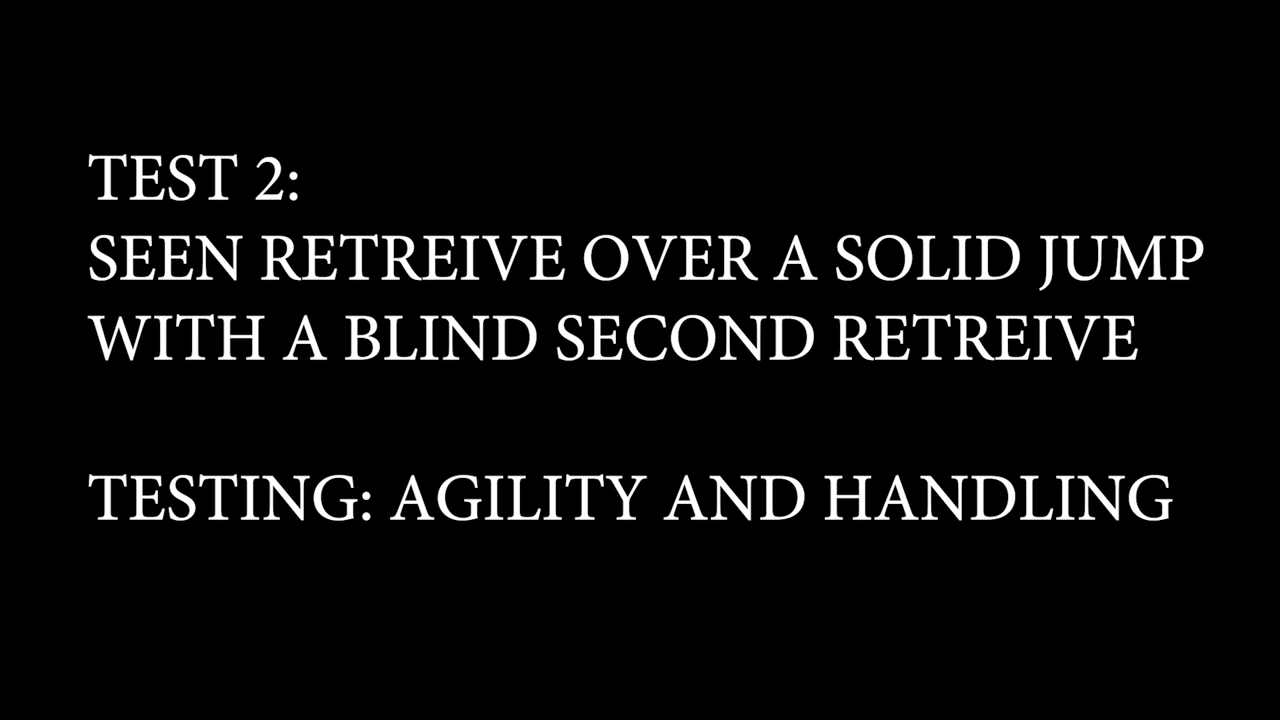 TEST 2:
SEEN RETREIVE OVER A SOLID JUMP
WITH A BLIND SECOND RETREIVE
TESTING: AGILITY AND HANDLING